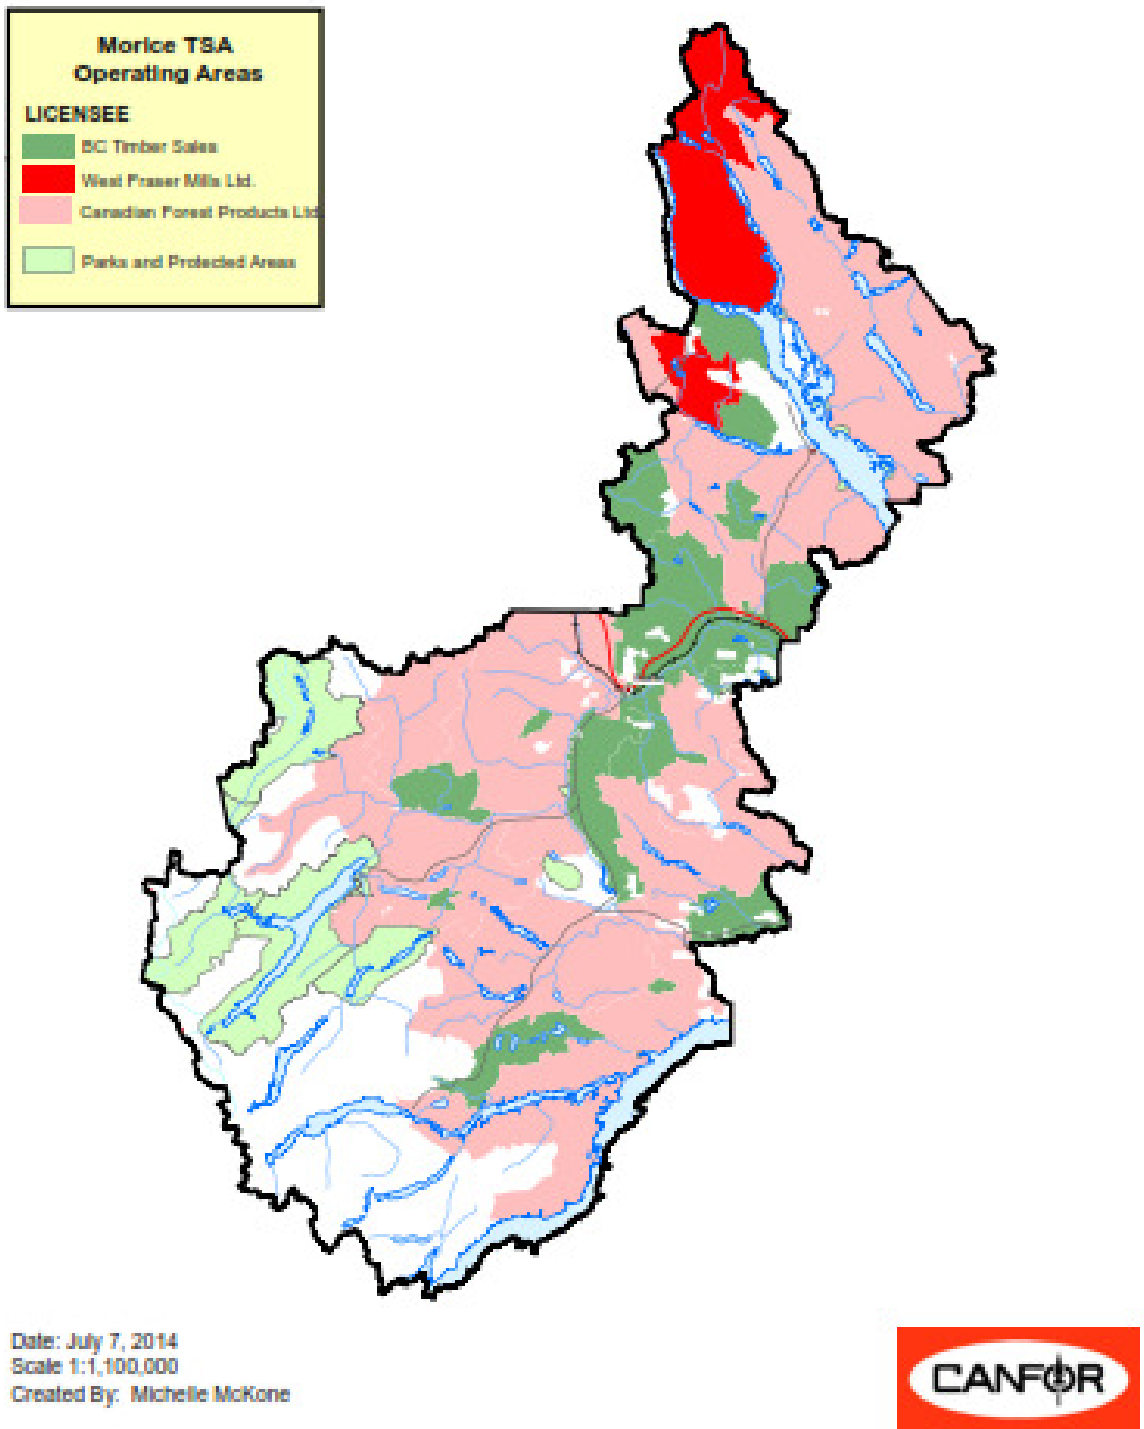 Morice TSA
Operating Areas
LICENSEE
BC Timber Sales
West Fraser Mills Ltd.
Canadian Forest Products Ltd.
Parks and Protected Areas
Date: July 7, 2014
Scale 1:1,100,000
Created By: Michelle McKone
CANFOR